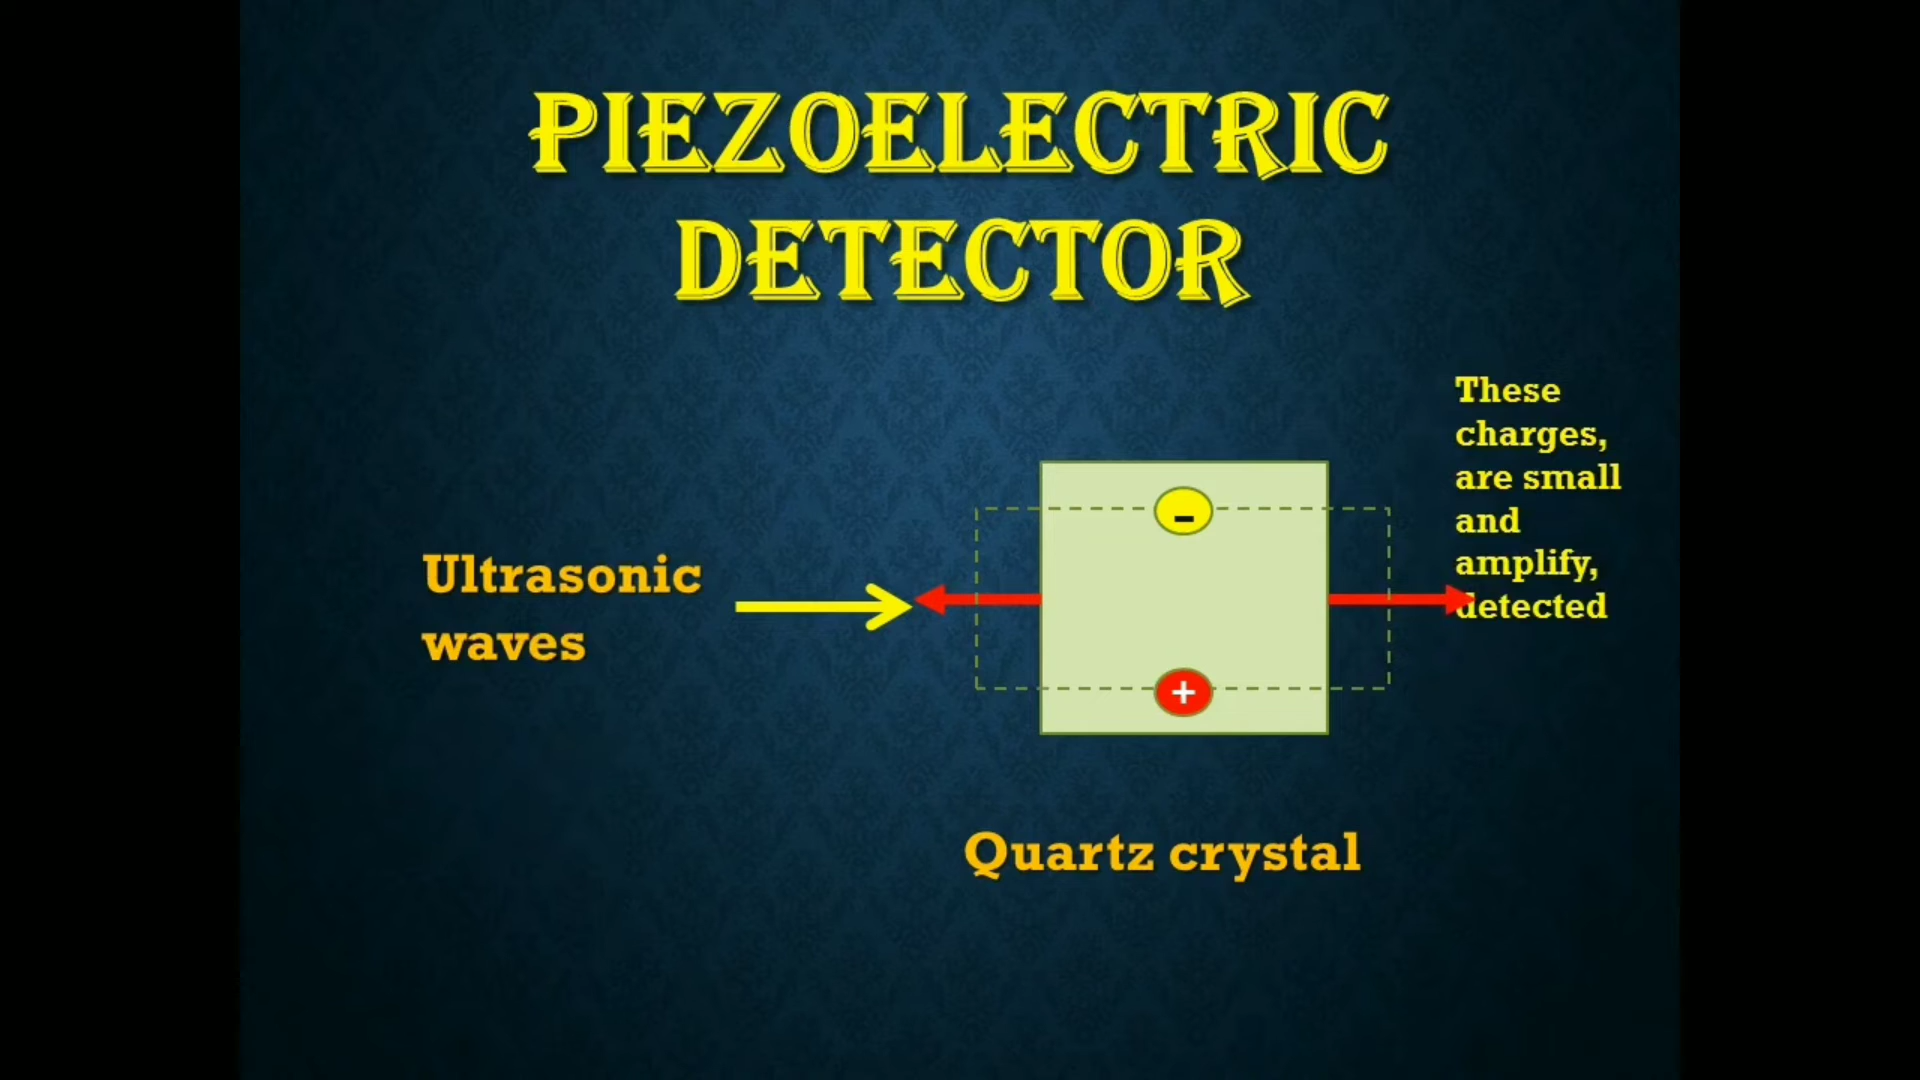 PIEZOELECTRIC
DETECTOR
Ultrasonic
waves
-
+
These
charges,
are small
and
amplify,
detected
Quartz crystal